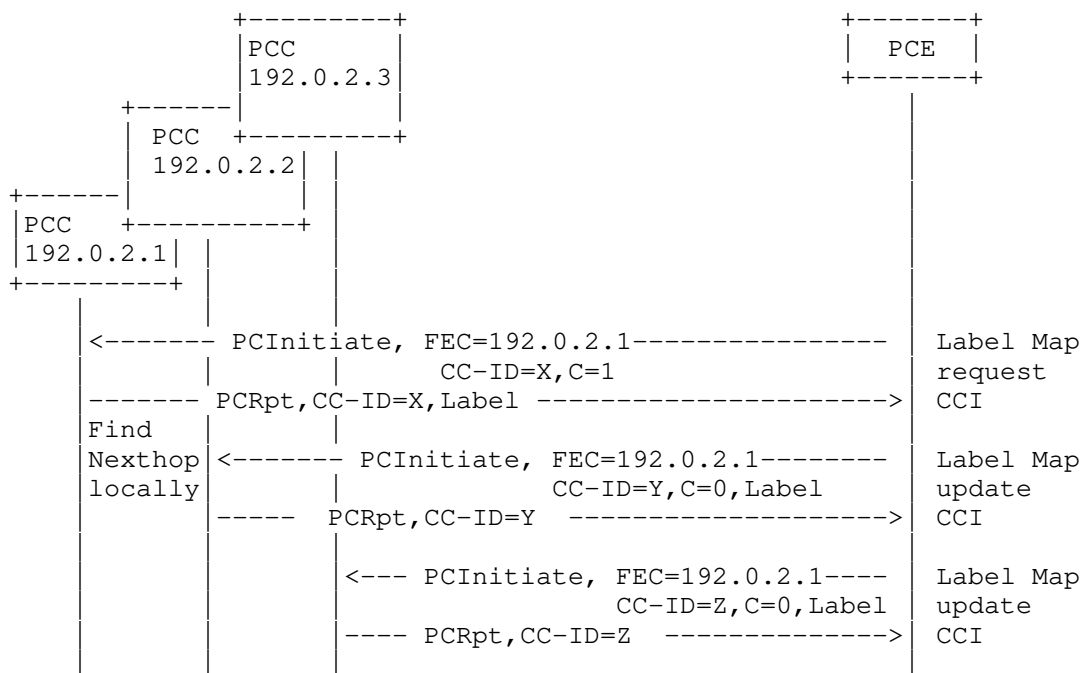 PCC
192.0.2.3
PCE
PCC
192.0.2.2
PCC
192.0.2.1
<------- PCInitiate, FEC=192.0.2.1---------------- Label Map
CC-ID=X,C=1 request
------- PCRpt,CC-ID=X,Label ----------------------> CCI
Find
Nexthop <------- PCInitiate, FEC=192.0.2.1-------- Label Map
locally CC-ID=Y,C=0,Label update
----- PCRpt,CC-ID=Y --------------------> CCI
<--- PCInitiate, FEC=192.0.2.1---- Label Map
CC-ID=Z,C=0,Label update
---- PCRpt,CC-ID=Z --------------> CCI